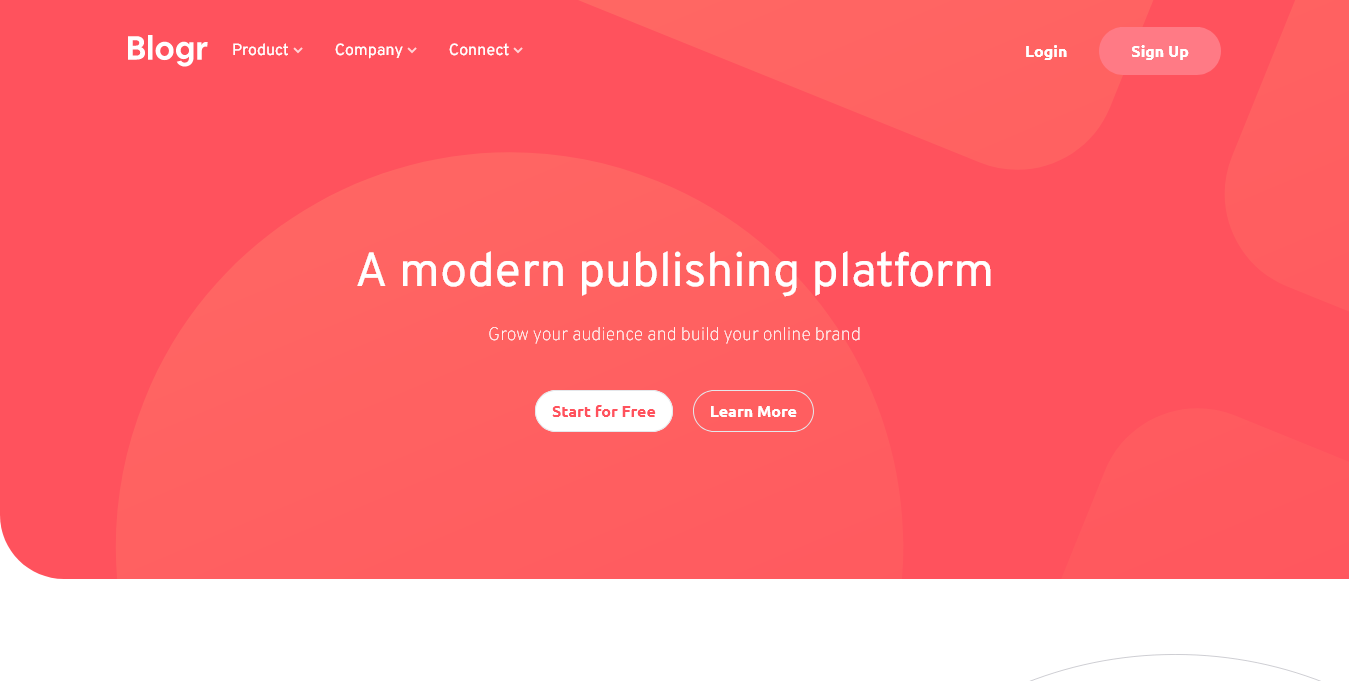 Blogr Product Company Connect Login Sign Up
A modern publishing platform
Grow your audience and build your online brand
Start for Free Learn More